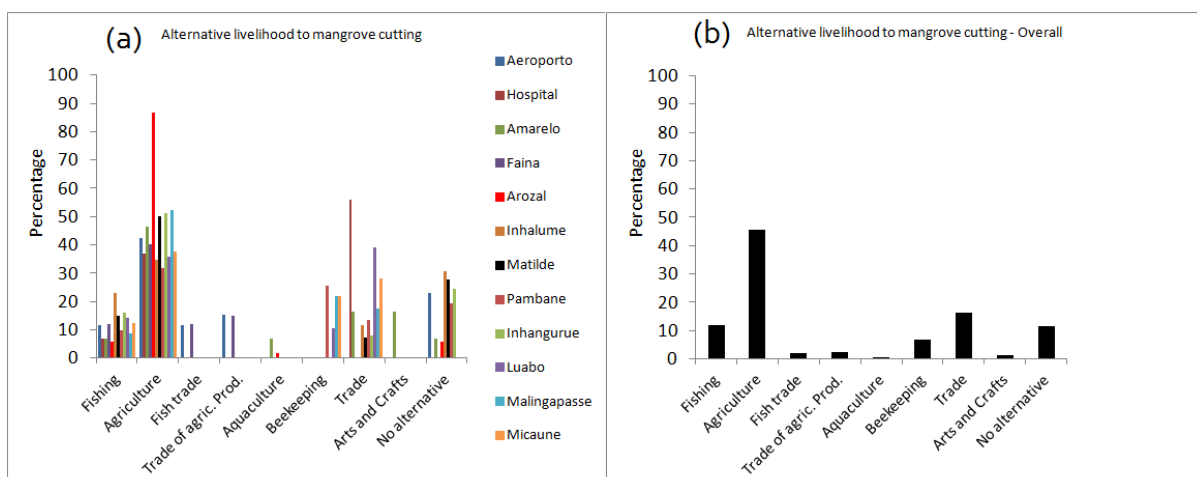 (a)
Alternative livelihood to mangrove cutting
Percentage
100
90
80
70
60
50
40
30
20
10
0
Fishing
Agriculture
Fish trade
Trade of agric. Prod.
Aquaculture
Beekeeping
Trade
Arts and Crafts
No alternative
Aeroporto
Hospital
Amarelo
Faina
Arozal
Inhalume
Matilde
Pambane
Inhangurue
Luabo
Malingapasse
Micaune
(b)
Alternative livelihood to mangrove cutting - Overall
Percentage
100
90
80
70
60
50
40
30
20
10
0
Fishing
Agriculture
Fish trade
Trade of agric. Prod.
Aquaculture
Beekeeping
Trade
Arts and Crafts
No alternative